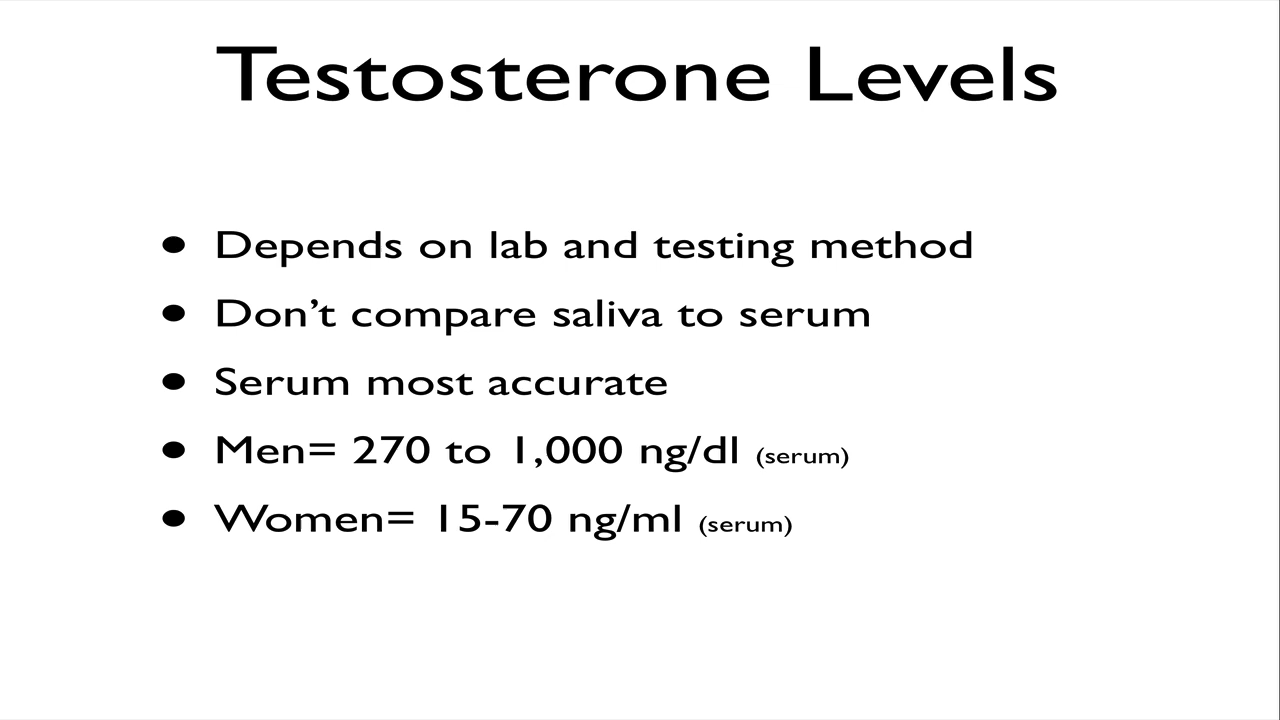 Testosterone Levels
• Depends on lab and testing method
• Don’t compare saliva to serum
• Serum most accurate
• Men= 270 to 1,000 ng/dl (serum)
• Women= 15-70 ng/ml (serum)